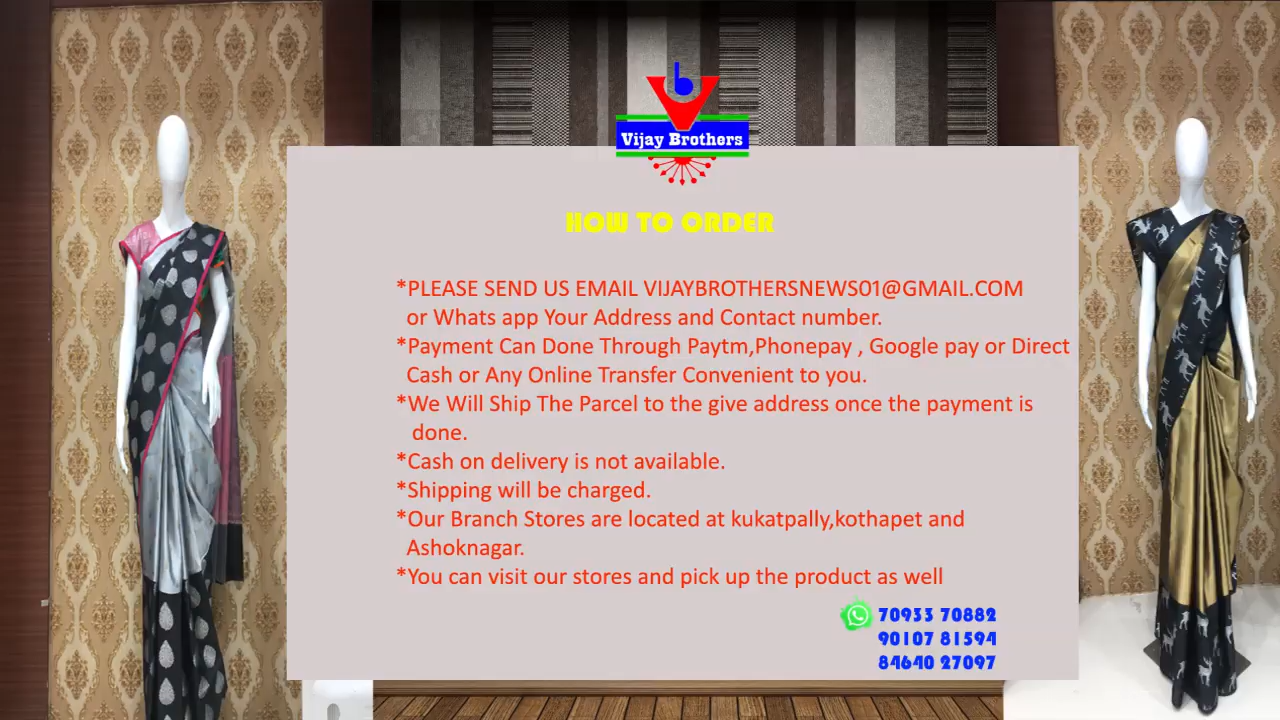 b
Vijay Brothers
HOW TO ORDER
*PLEASE SEND US EMAIL VIJAYBROTHERSNEWS01@GMAIL.COM
or Whats app Your Address and Contact number.
*Payment Can Done Through Paytm,Phonepay , Google pay or Direct
Cash or Any Online Transfer Convenient to you.
*We Will Ship The Parcel to the give address once the payment is
done.
*Cash on delivery is not available.
*Shipping will be charged.
*Our Branch Stores are located at kukatpally,kothapet and
Ashoknagar.
*You can visit our stores and pick up the product as well
70933 70882
90107 81594
84640 27097